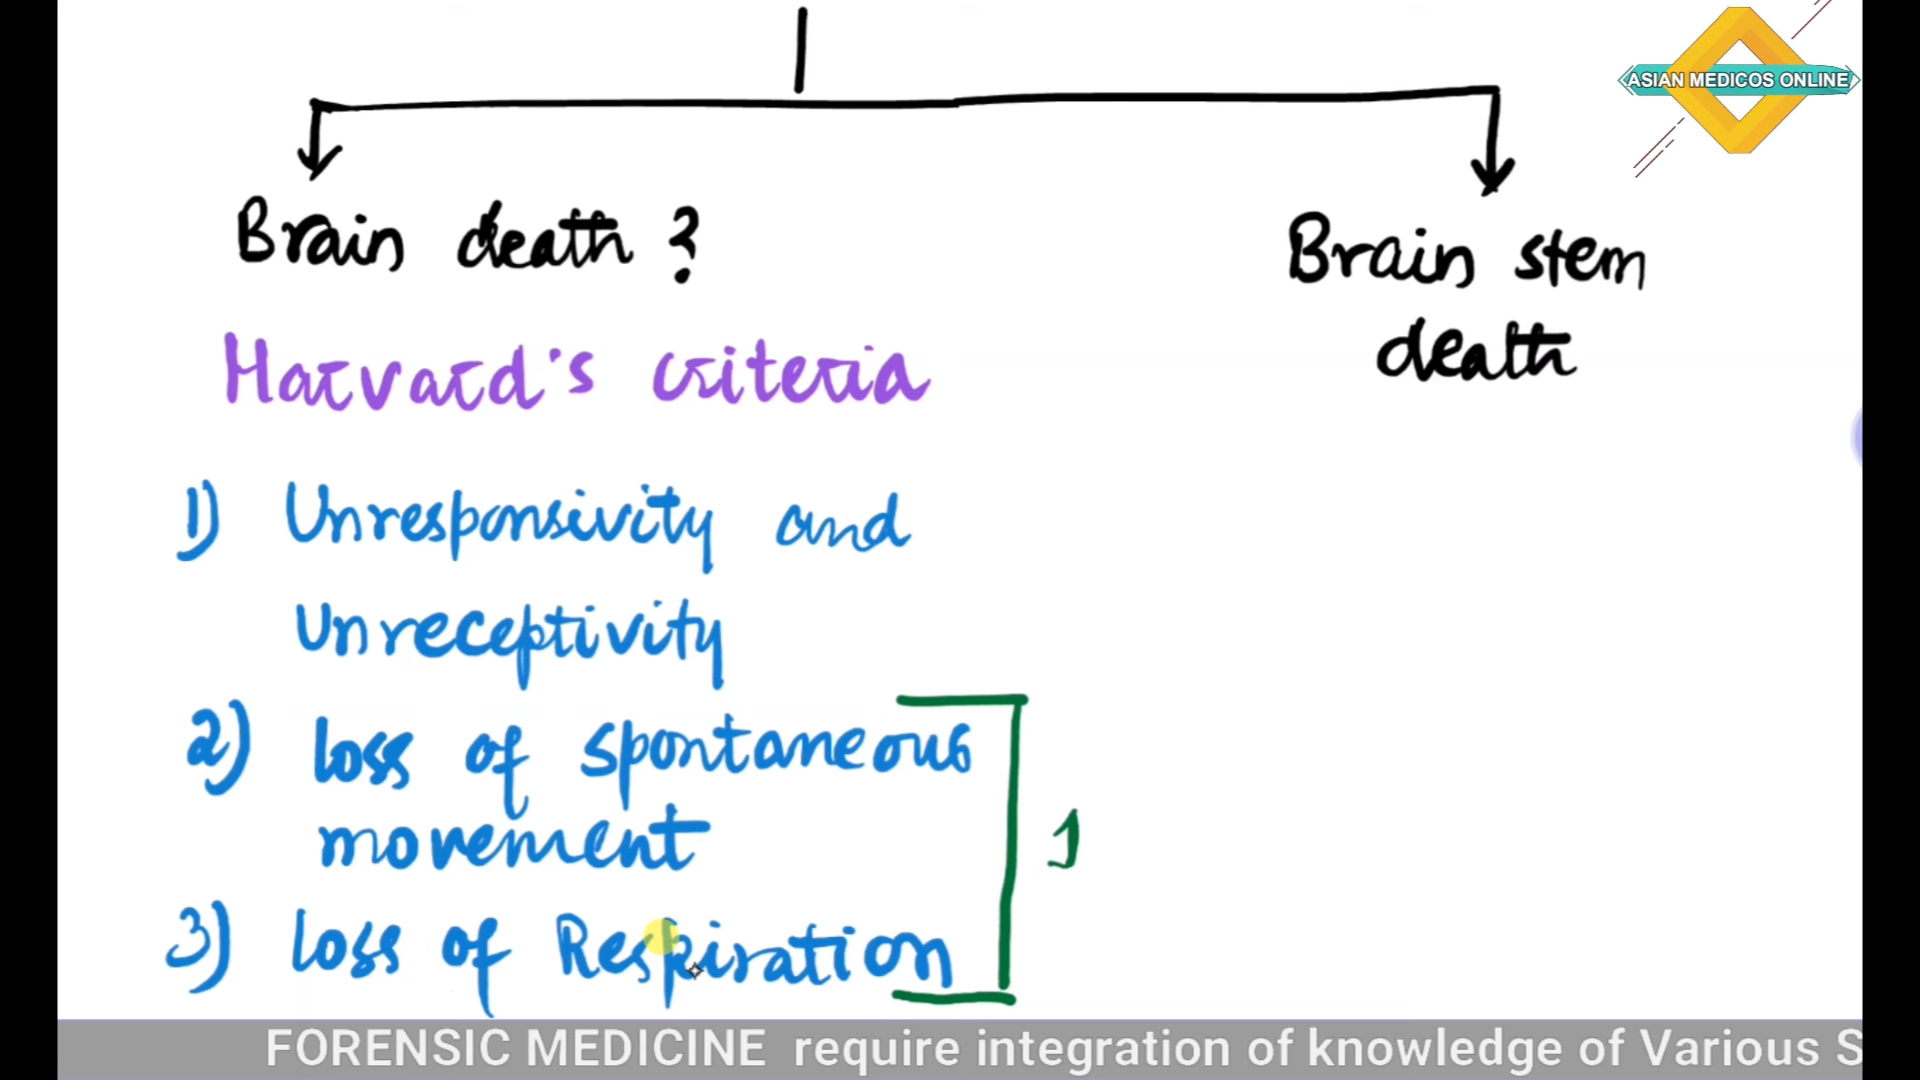 ASIAN MEDICOS ONLINE
Brain death ?
Brain stem
death
Harvard's criteria
1) Unresponsivity and
Unreceptivity
2) loss of spontaneous
movement
3) loss of Respiration
1
FORENSIC MEDICINE require integration of knowledge of Various S